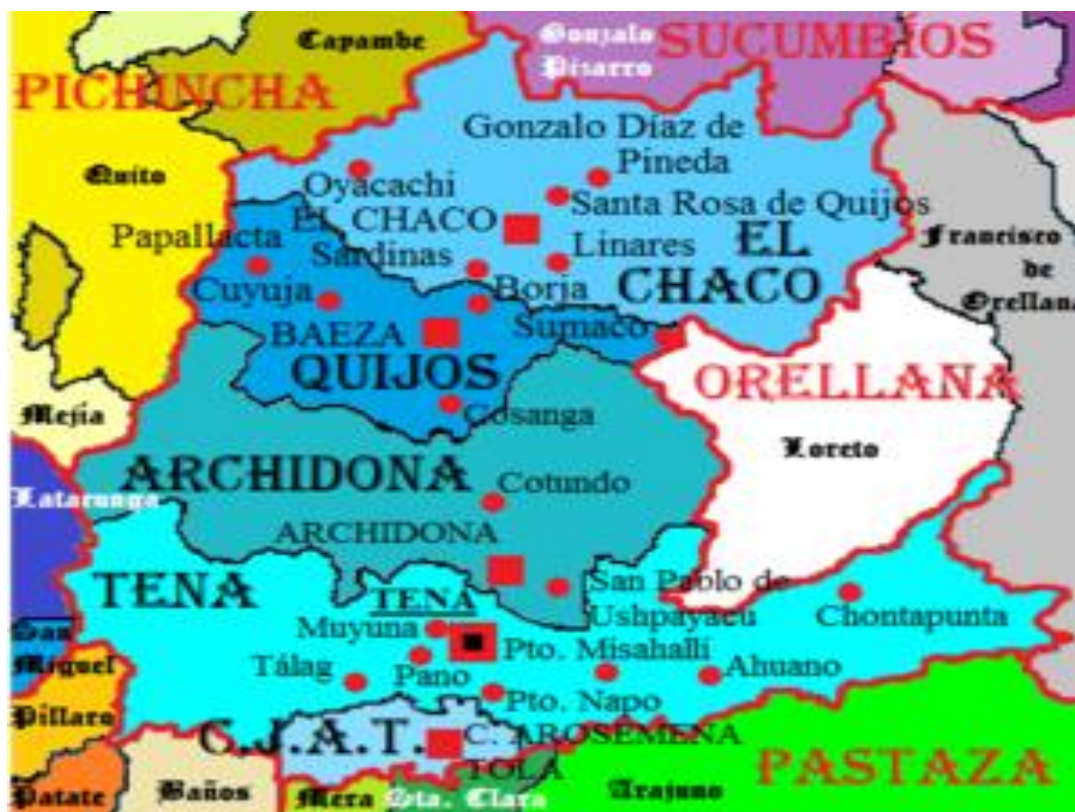 Cayambe
Gonzalo
Pizarro
SUCUMBÍOS
PICHINCHA
Gonzalo Díaz de
Pineda
Quito
Oyacachi
Santa Rosa de Quijos
EL CHACO
Papallacta
Linares
EL
CHACO
Francisco
de
Orellana
Sardinas
Cuyuja
Borja
BAEZA
Sumaco
QUIJOS
ORELLANA
Mejia
Cosanga
Loreto
ARCHIDONA
Cotundo
Latacunga
ARCHIDONA
TENA
San Pablo de
Ushpayacu
Chontapunta
TENA
Muyuna
San
Miguel
Pto. Misahallí
Tálag
Pano
Ahuano
Pto. Napo
Píllaro
C.J.A.T.
C. AROSEMENA
TOLA
PASTAZA
Patate
Baños
Mera
Sta. Clara
Arajuno